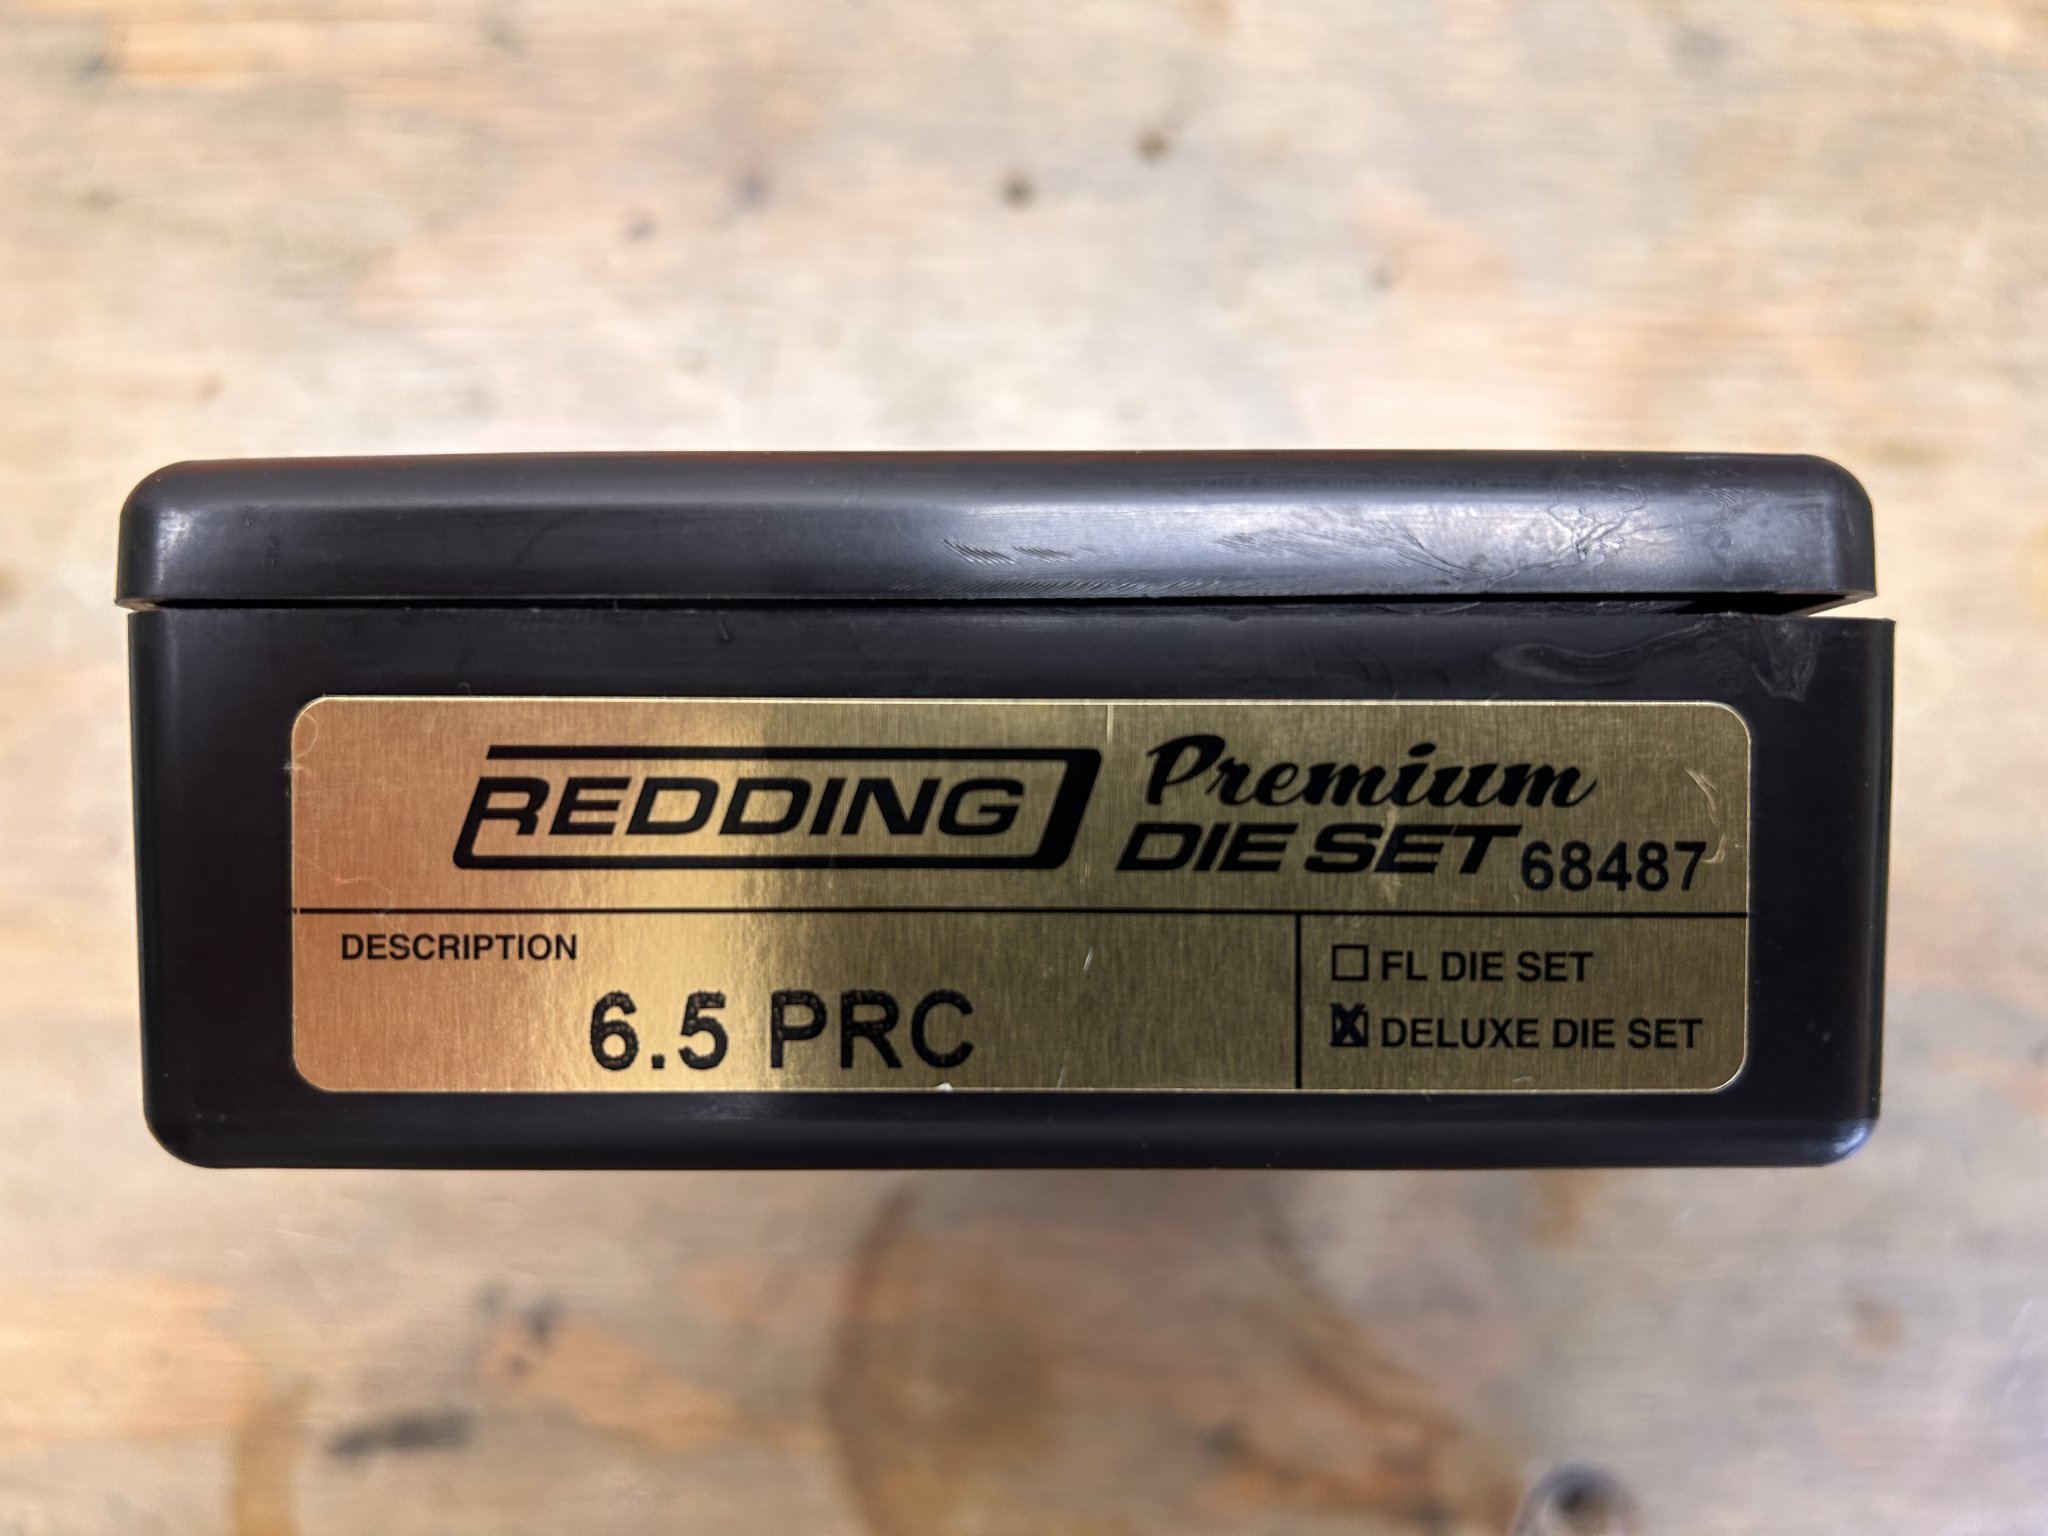 REDDING
Premium
DIE SET 68487
DESCRIPTION
6.5 PRC
FL DIE SET
DELUXE DIE SET